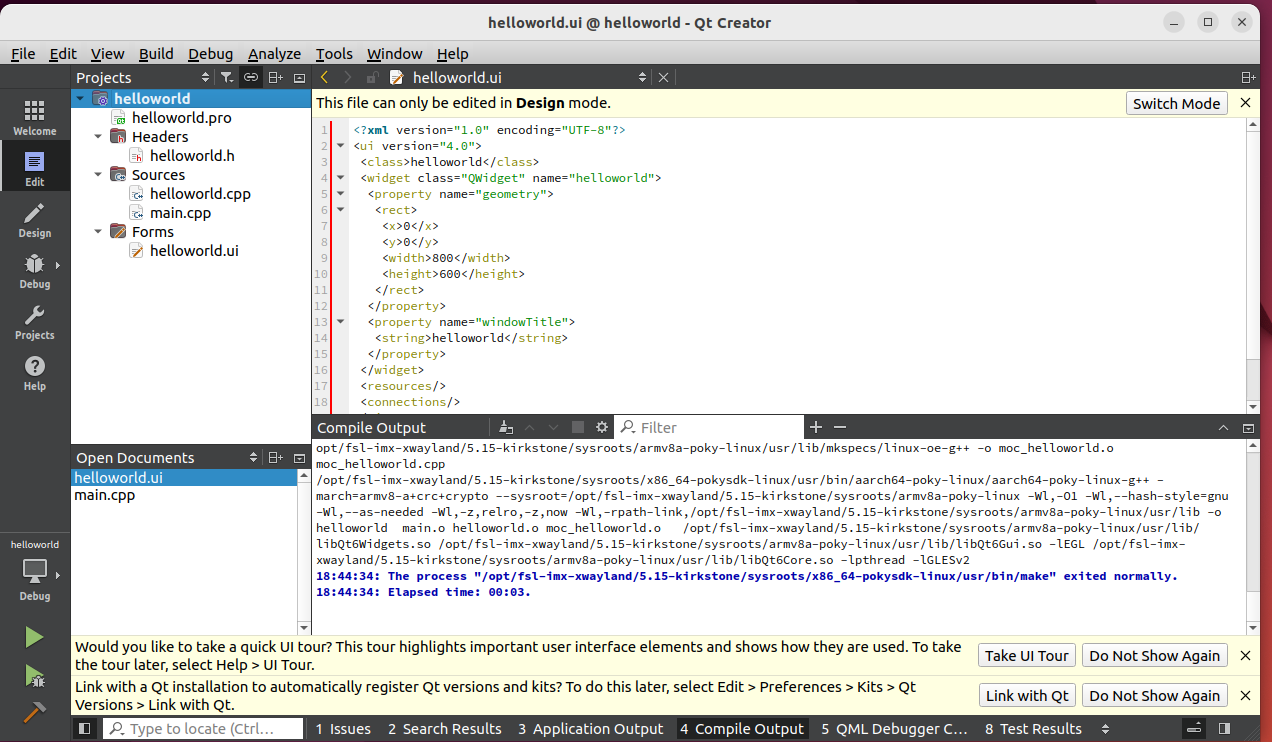 helloworld.ui @ helloworld - Qt Creator
File Edit View Build Debug Analyze Tools Window Help
Projects
helloworld.ui
Welcome
Edit
Design
Debug
Projects
Help
helloworld
helloworld.pro
Headers
helloworld.h
Sources
helloworld.cpp
main.cpp
Forms
helloworld.ui
This file can only be edited in Design mode.
Switch Mode
1 <?xml version="1.0" encoding="UTF-8"?>
2 <ui version="4.0">
3 <class>helloworld</class>
4 <widget class="QWidget" name="helloworld">
5 <property name="geometry">
6 <rect>
7 <x>0</x>
8 <y>0</y>
9 <width>800</width>
10 <height>600</height>
11 </rect>
12 </property>
13 <property name="windowTitle">
14 <string>helloworld</string>
15 </property>
16 </widget>
17 <resources/>
18 <connections/>
Open Documents
helloworld.ui
main.cpp
Compile Output
Filter
opt/fsl-imx-xwayland/5.15-kirkstone/sysroots/armv8a-poky-linux/usr/lib/mkspecs/linux-oe-g++ -o moc_helloworld.o
moc_helloworld.cpp
/opt/fsl-imx-xwayland/5.15-kirkstone/sysroots/x86_64-pokysdk-linux/usr/bin/aarch64-poky-linux/aarch64-poky-linux-g++ -
march=armv8-a+crc+crypto --sysroot=/opt/fsl-imx-xwayland/5.15-kirkstone/sysroots/armv8a-poky-linux -Wl,-O1 -Wl,--hash-style=gnu
-Wl,--as-needed -Wl,-z,relro,-z,now -Wl,-rpath-link,/opt/fsl-imx-xwayland/5.15-kirkstone/sysroots/armv8a-poky-linux/usr/lib -o
helloworld  main.o helloworld.o moc_helloworld.o   /opt/fsl-imx-xwayland/5.15-kirkstone/sysroots/armv8a-poky-linux/usr/lib/
libQt6Widgets.so /opt/fsl-imx-xwayland/5.15-kirkstone/sysroots/armv8a-poky-linux/usr/lib/libQt6Gui.so -lEGL /opt/fsl-imx-
xwayland/5.15-kirkstone/sysroots/armv8a-poky-linux/usr/lib/libQt6Core.so -lpthread -lGLESv2
18:44:34: The process "/opt/fsl-imx-xwayland/5.15-kirkstone/sysroots/x86_64-pokysdk-linux/usr/bin/make" exited normally.
18:44:34: Elapsed time: 00:03.
helloworld
Debug
Would you like to take a quick UI tour? This tour highlights important user interface elements and shows how they are used. To take
the tour later, select Help > UI Tour.
Take UI Tour
Do Not Show Again
Link with a Qt installation to automatically register Qt versions and kits? To do this later, select Edit > Preferences > Kits > Qt
Versions > Link with Qt.
Link with Qt
Do Not Show Again
Type to locate (Ctrl...
1 Issues 2 Search Results 3 Application Output 4 Compile Output 5 QML Debugger C... 8 Test Results